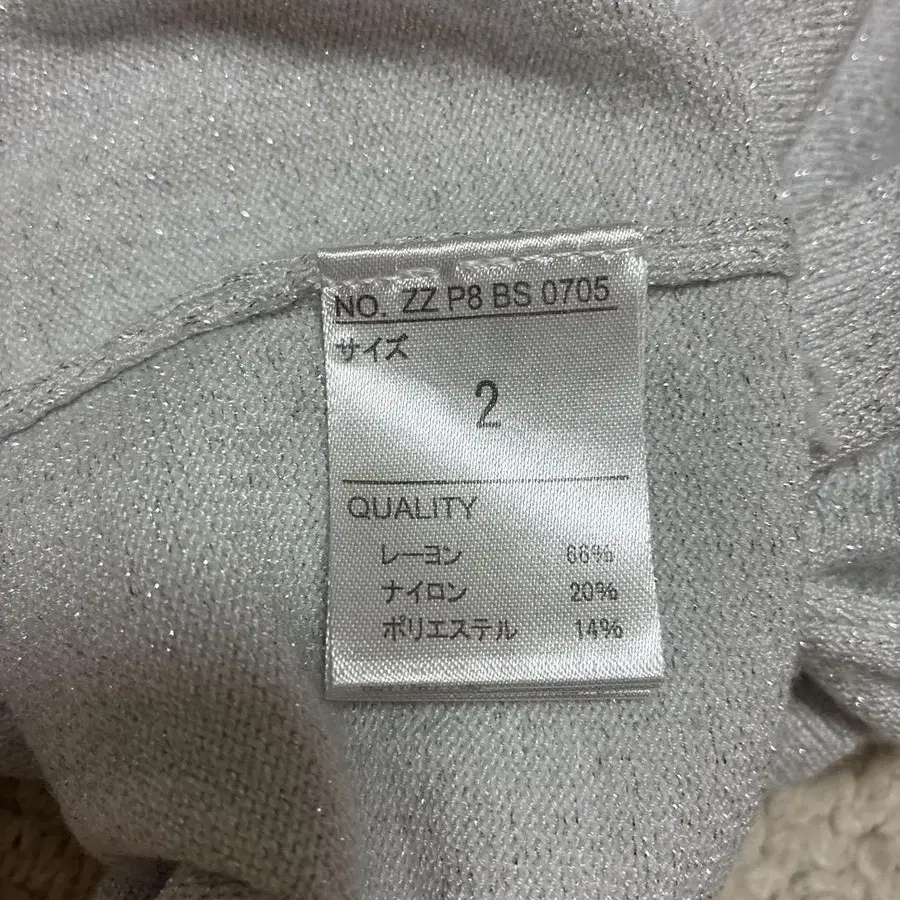 NO. ZZ P8 BS 0705
サイズ
2
QUALITY
レーヨン 66%
ナイロン 20%
ポリエステル 14%